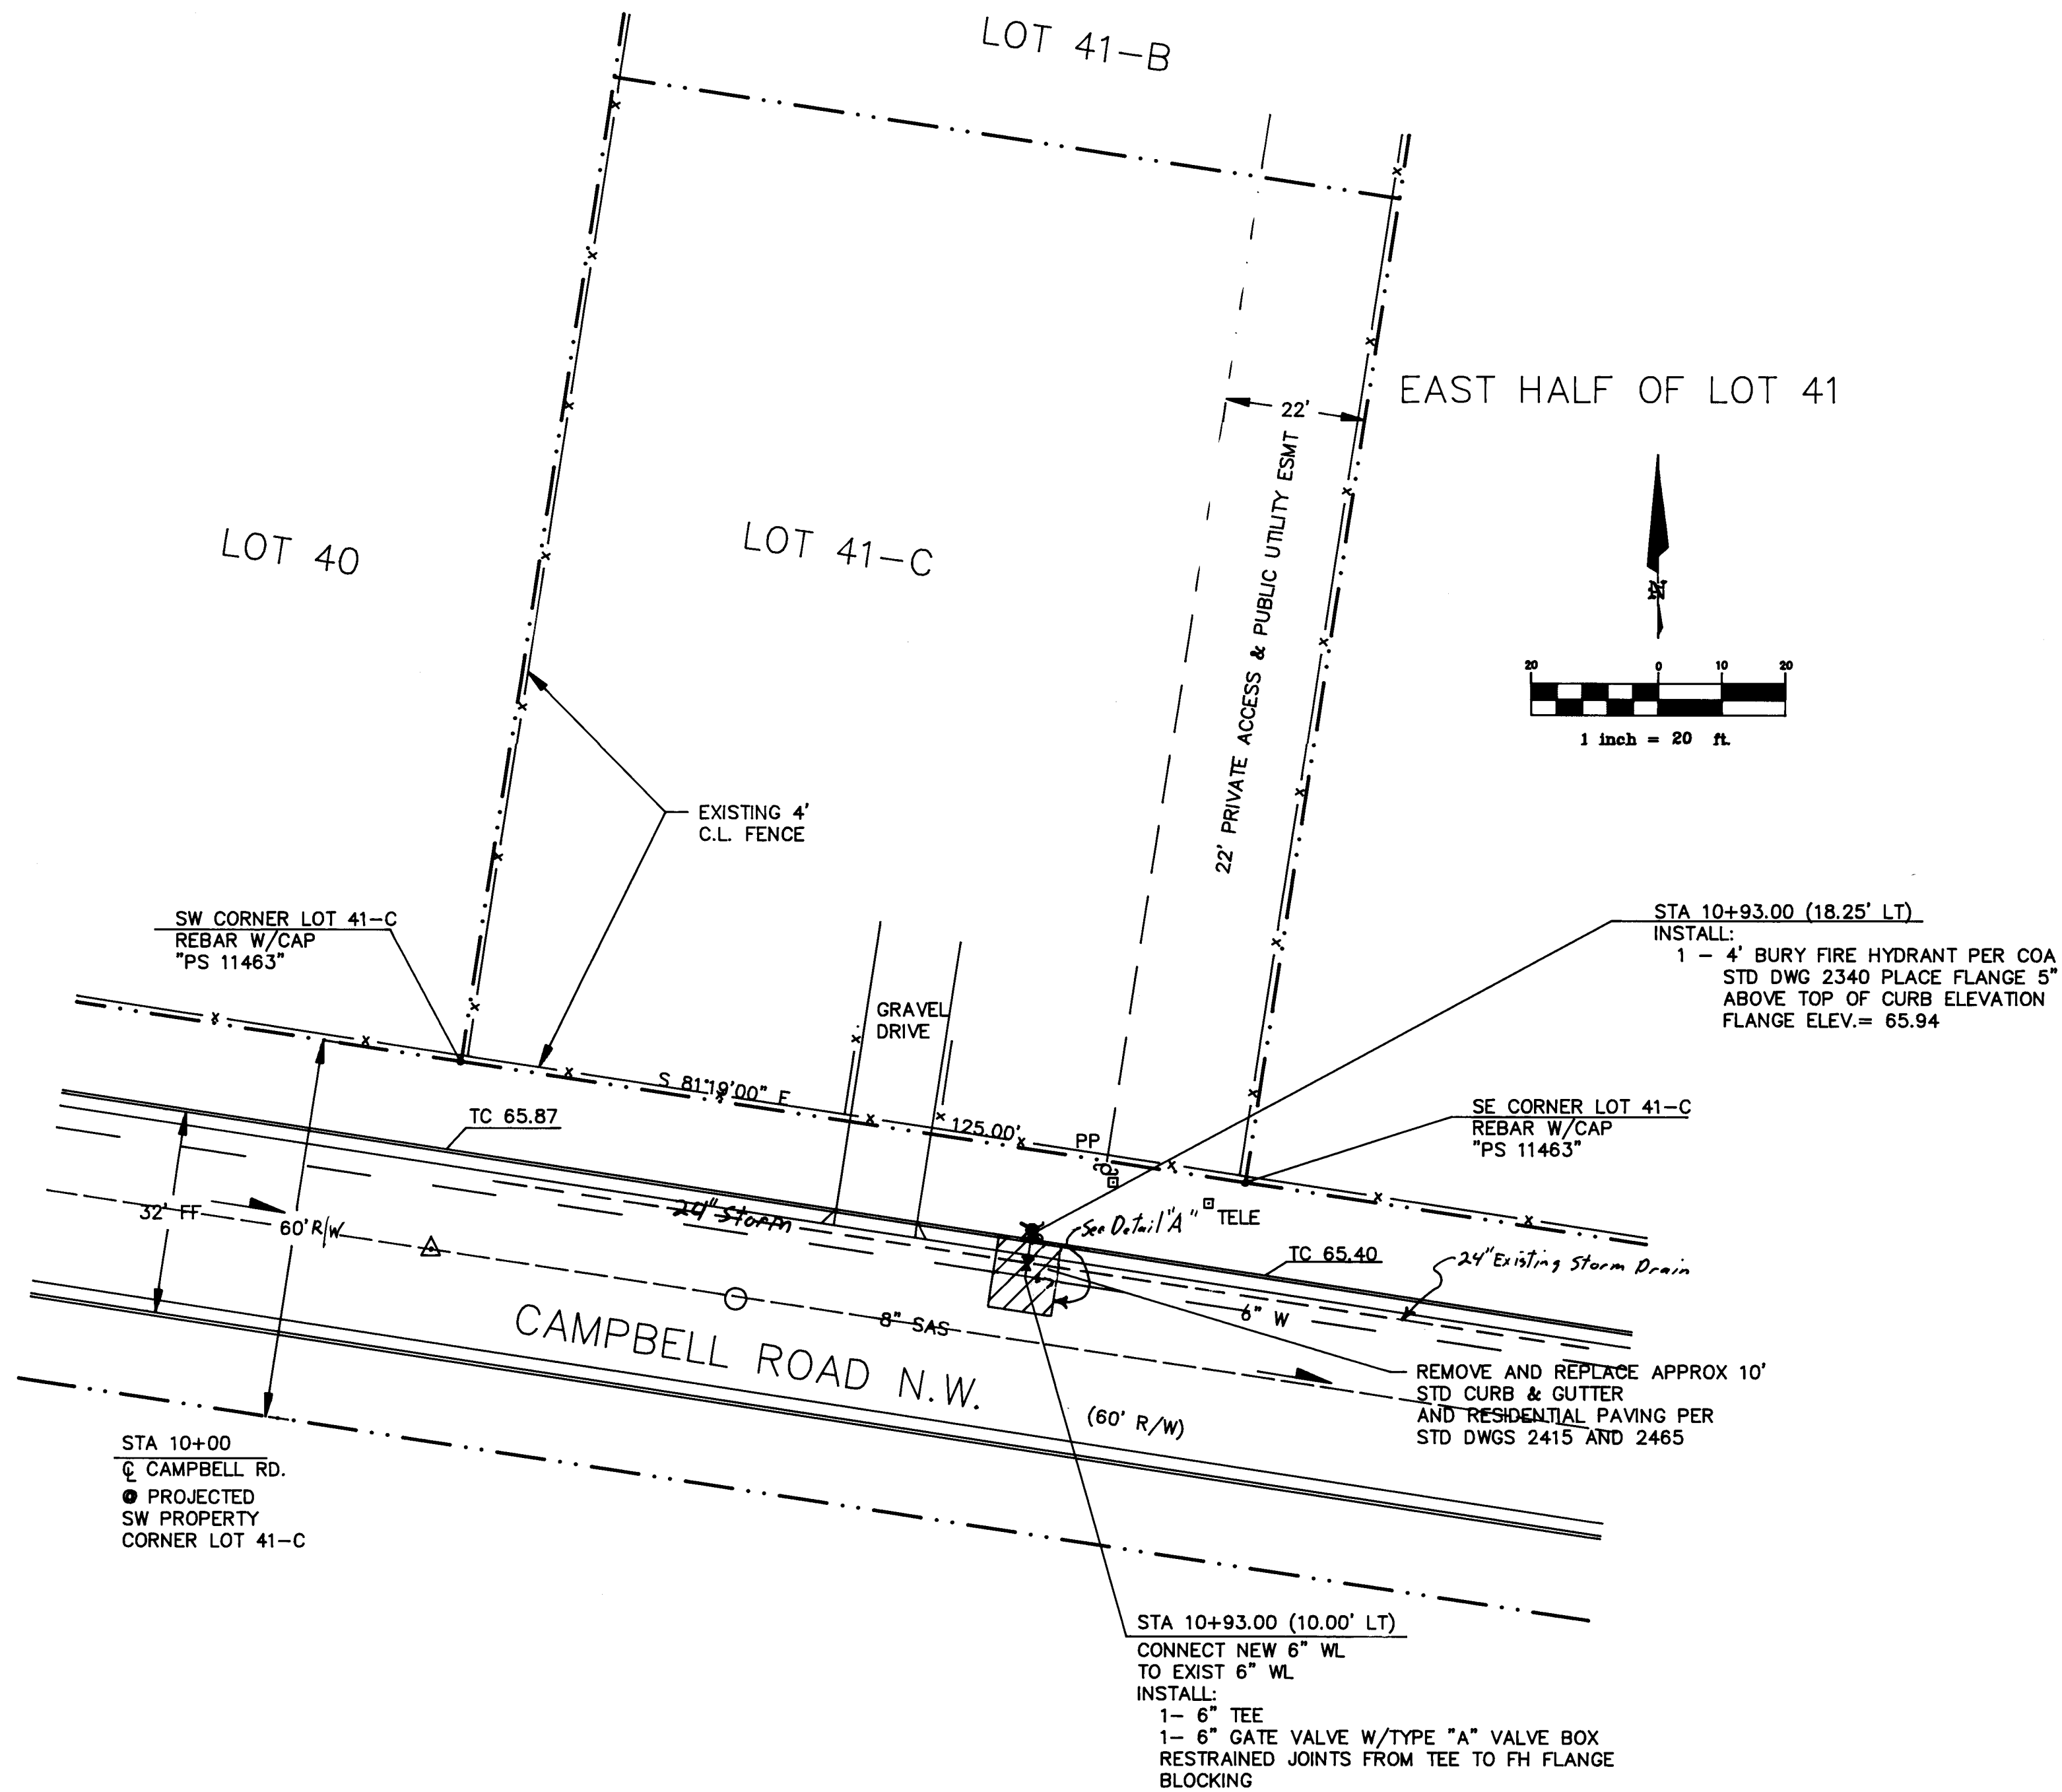 LOT 41-B
EAST HALF OF LOT 41
22'
22' PRIVATE ACCESS & PUBLIC UTILITY ESMT
LOT 40
LOT 41-C
N
20 0 10 20
1 inch = 20 ft.
EXISTING 4'
C.L. FENCE
SW CORNER LOT 41-C
REBAR W/CAP
"PS 11463"
STA 10+93.00 (18.25' LT)
INSTALL:
1 - 4' BURY FIRE HYDRANT PER COA
STD DWG 2340 PLACE FLANGE 5"
ABOVE TOP OF CURB ELEVATION
FLANGE ELEV.= 65.94
GRAVEL
DRIVE
S 81°19'00" E
125.00'
TC 65.87
PP
SE CORNER LOT 41-C
REBAR W/CAP
"PS 11463"
32' FF
60' R/W
24" Storm
See Detail "A"
TELE
TC 65.40
24" Existing Storm Drain
6" W
8" SAS
CAMPBELL ROAD N.W.
(60' R/W)
REMOVE AND REPLACE APPROX 10'
STD CURB & GUTTER
AND RESIDENTIAL PAVING PER
STD DWGS 2415 AND 2465
STA 10+00
℄ CAMPBELL RD.
@ PROJECTED
SW PROPERTY
CORNER LOT 41-C
STA 10+93.00 (10.00' LT)
CONNECT NEW 6" WL
TO EXIST 6" WL
INSTALL:
1- 6" TEE
1- 6" GATE VALVE W/TYPE "A" VALVE BOX
RESTRAINED JOINTS FROM TEE TO FH FLANGE
BLOCKING